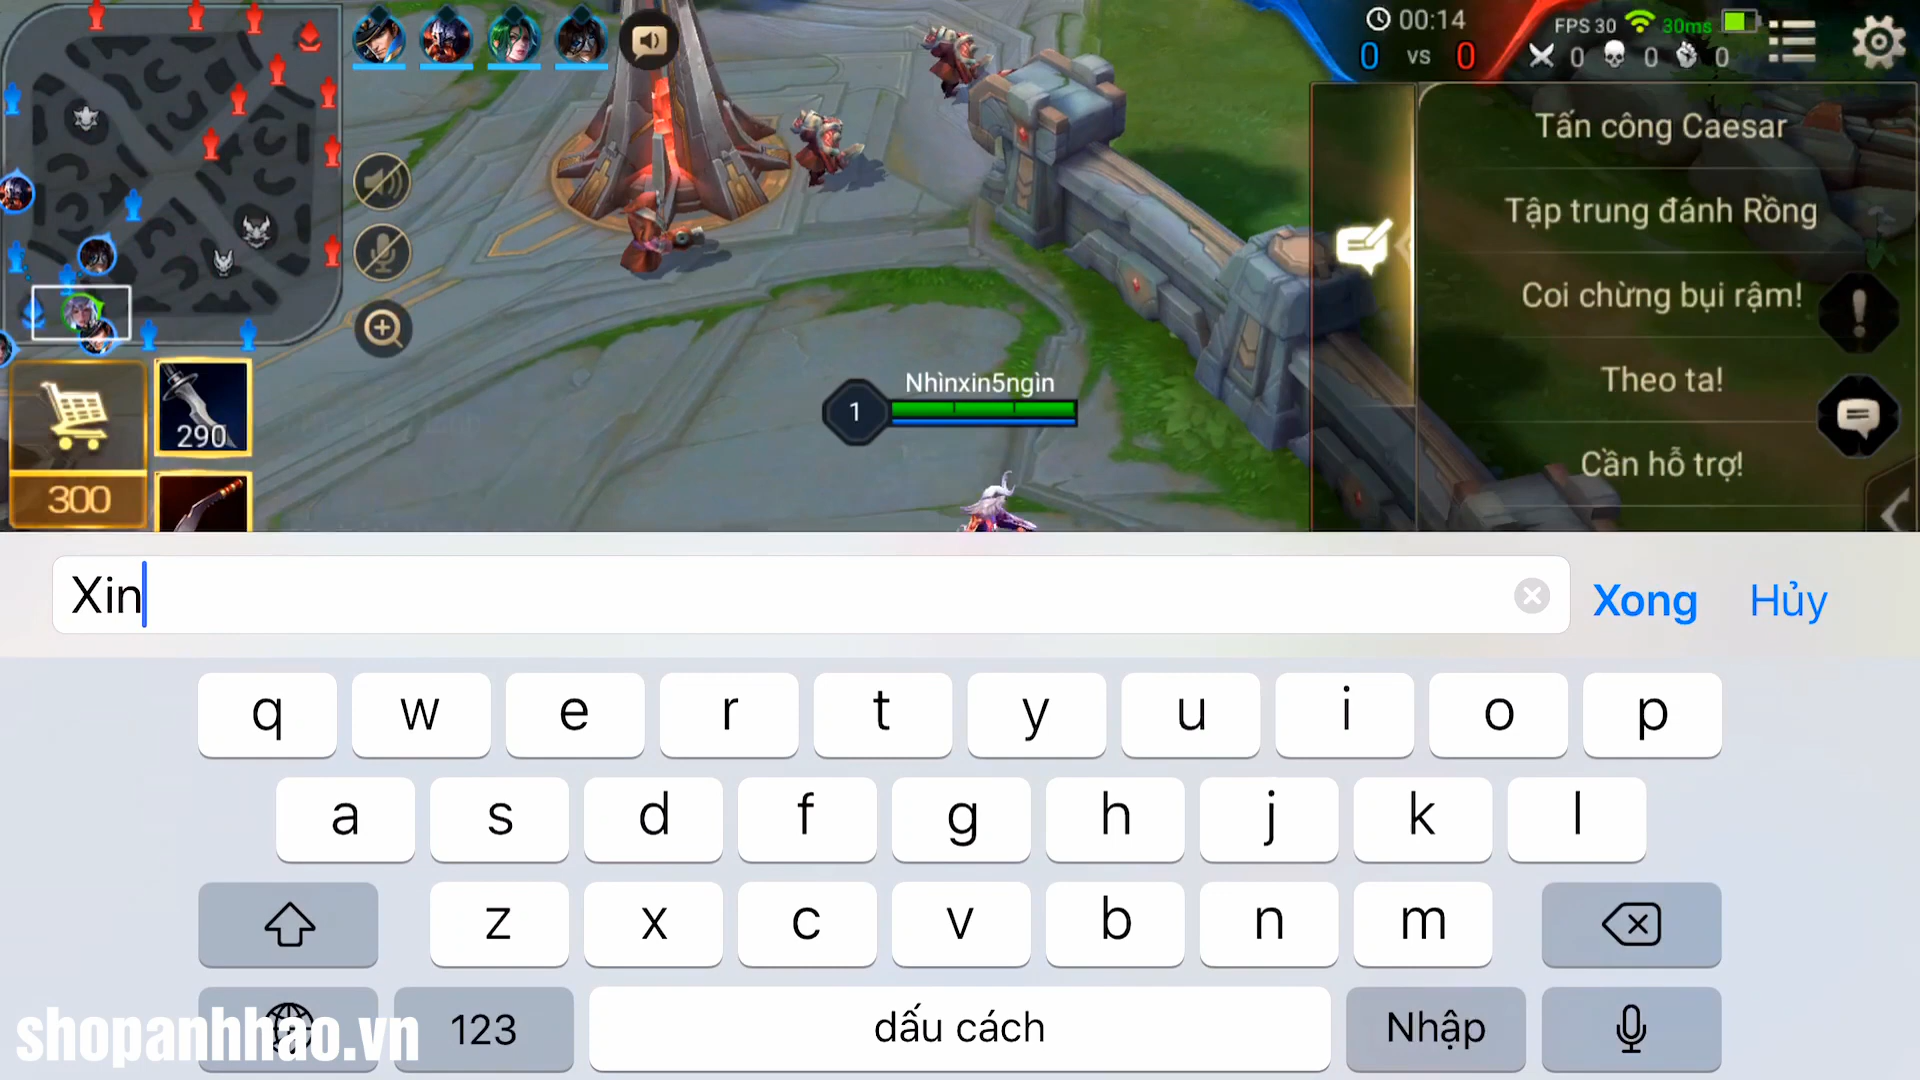 00:14
0 vs 0
FPS 30
30ms
0
0
0
Tấn công Caesar
Tập trung đánh Rồng
Coi chừng bụi rậm!
Theo ta!
Cần hỗ trợ!
Nhìnxin5ngìn
1
290
300
Xin
Xong
Hủy
q w e r t y u i o p
a s d f g h j k l
z x c v b n m
123
dấu cách
Nhập
shopanhhao.vn